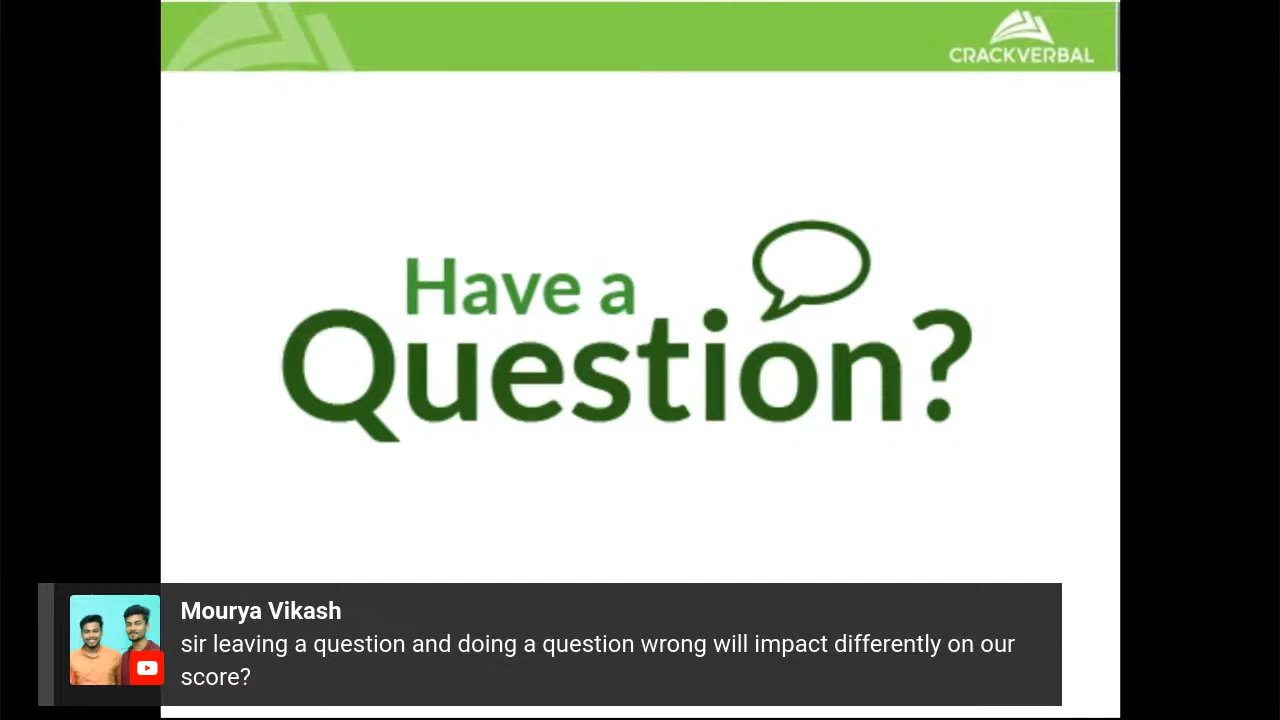 CRACKVERBAL
Have a
Question?
Mourya Vikash
sir leaving a question and doing a question wrong will impact differently on our
score?